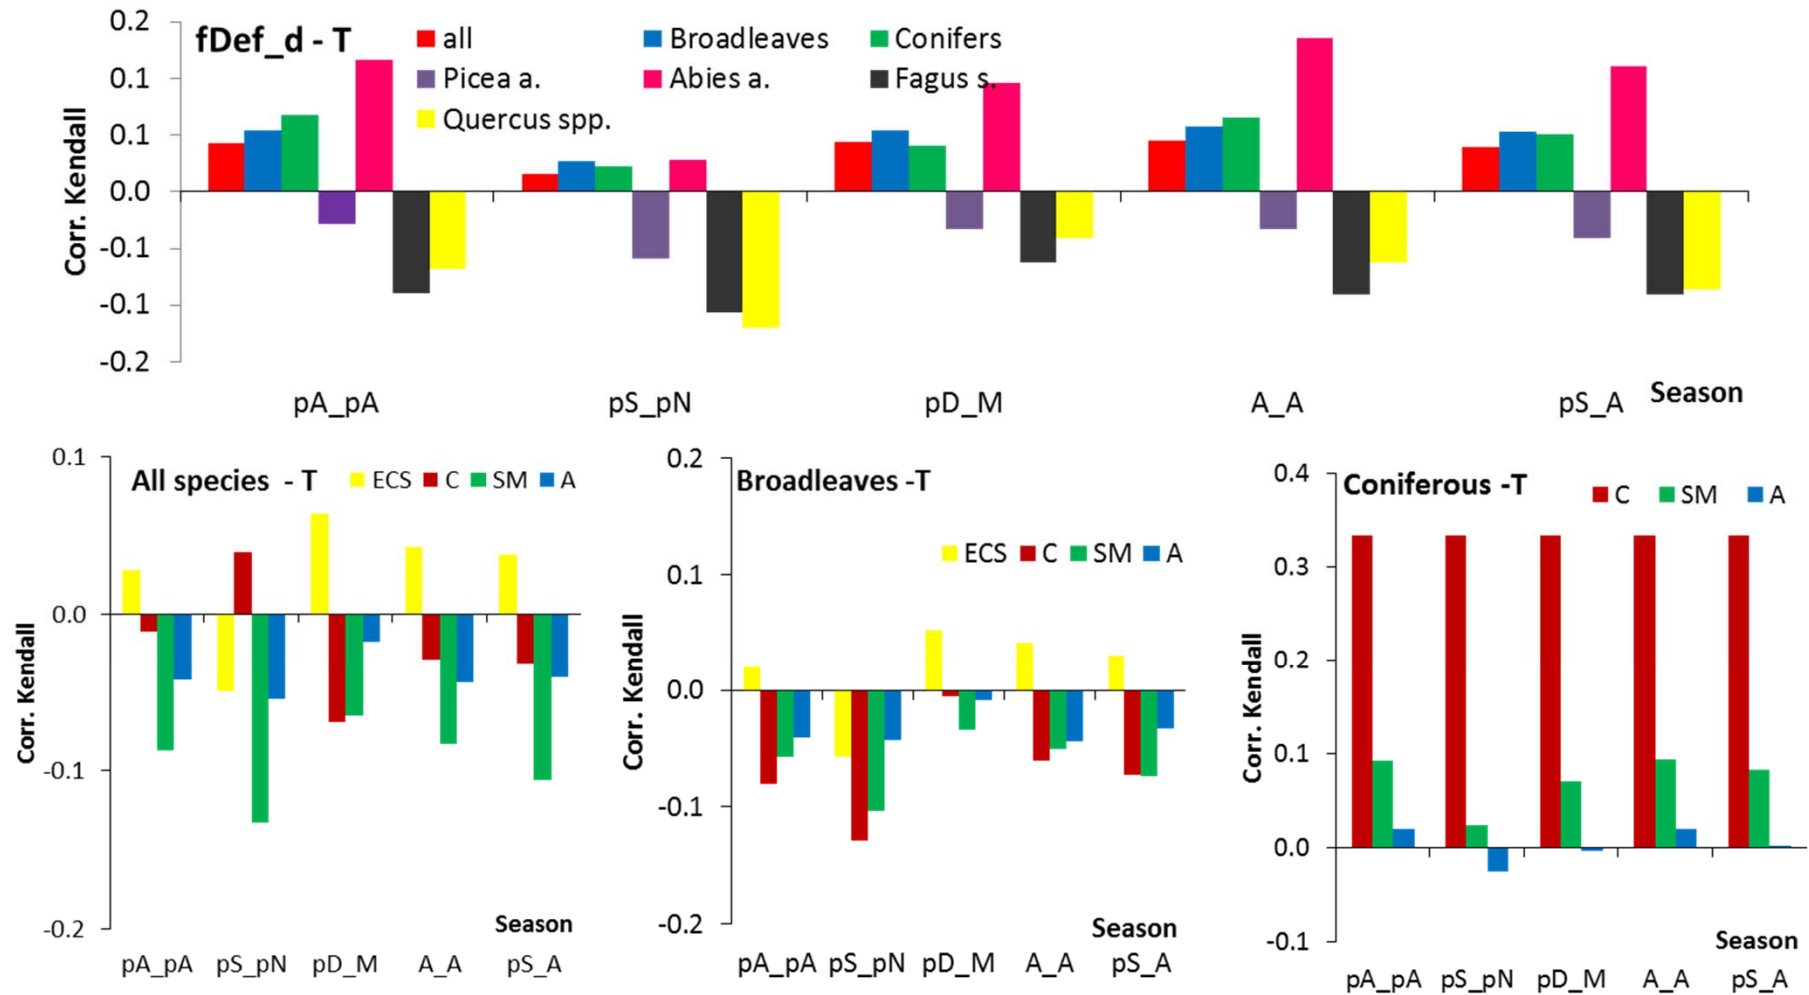 fDef_d - T
all
Broadleaves
Conifers
Picea a.
Abies a.
Fagus s.
Quercus spp.
Corr. Kendall
0.2
0.1
0.1
0.0
-0.1
-0.1
-0.2
pA_pA
pS_pN
pD_M
A_A
pS_A
Season
All species - T
ECS
C
SM
A
Corr. Kendall
0.1
0.0
-0.1
-0.2
Season
pA_pA
pS_pN
pD_M
A_A
pS_A
Broadleaves -T
ECS
C
SM
A
Corr. Kendall
0.2
0.1
0.0
-0.1
-0.2
Season
pA_pA
pS_pN
pD_M
A_A
pS_A
Coniferous -T
C
SM
A
Corr. Kendall
0.4
0.3
0.2
0.1
0.0
-0.1
Season
pA_pA
pS_pN
pD_M
A_A
pS_A